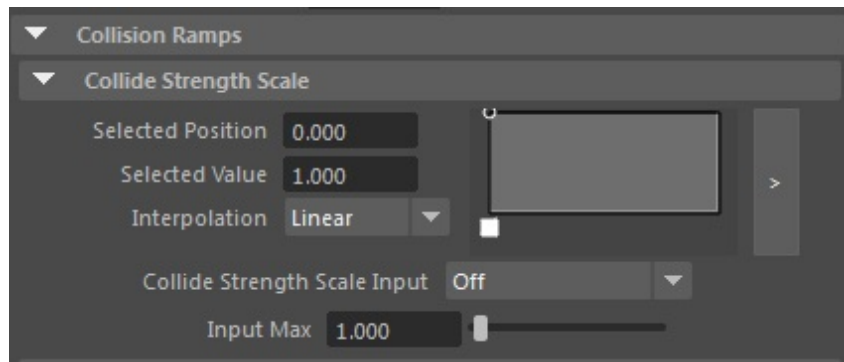 Collision Ramps
Collide Strength Scale
Selected Position 0.000
Selected Value 1.000
>
Interpolation Linear
Collide Strength Scale Input Off
Input Max 1.000